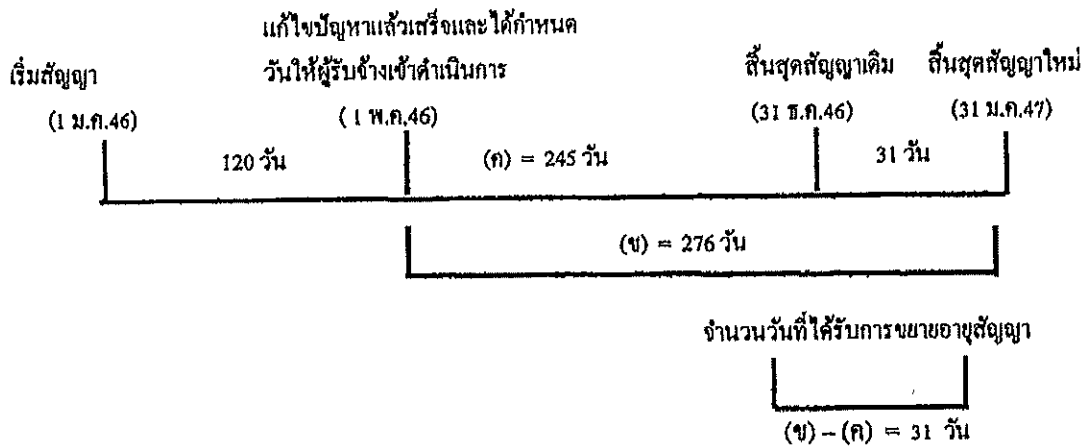 แก้ไขปัญหาแล้วเสร็จและได้กำหนด
วันให้ผู้รับจ้างเข้าดำเนินการ
เริ่มสัญญา
สิ้นสุดสัญญาเดิม
สิ้นสุดสัญญาใหม่
(1 ม.ค.46)
( 1 พ.ค.46)
(31 ธ.ค.46)
(31 ม.ค.47)
120 วัน
(ค) = 245 วัน
31 วัน
(ข) = 276 วัน
จำนวนวันที่ได้รับการขยายอายุสัญญา
(ข) – (ค) = 31 วัน